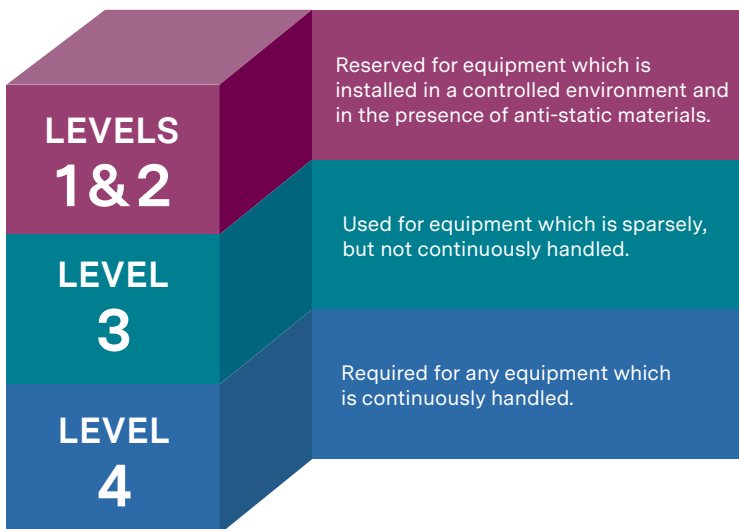 LEVELS
1 & 2
Reserved for equipment which is
installed in a controlled environment and
in the presence of anti-static materials.
LEVEL
3
Used for equipment which is sparsely,
but not continuously handled.
LEVEL
4
Required for any equipment which
is continuously handled.